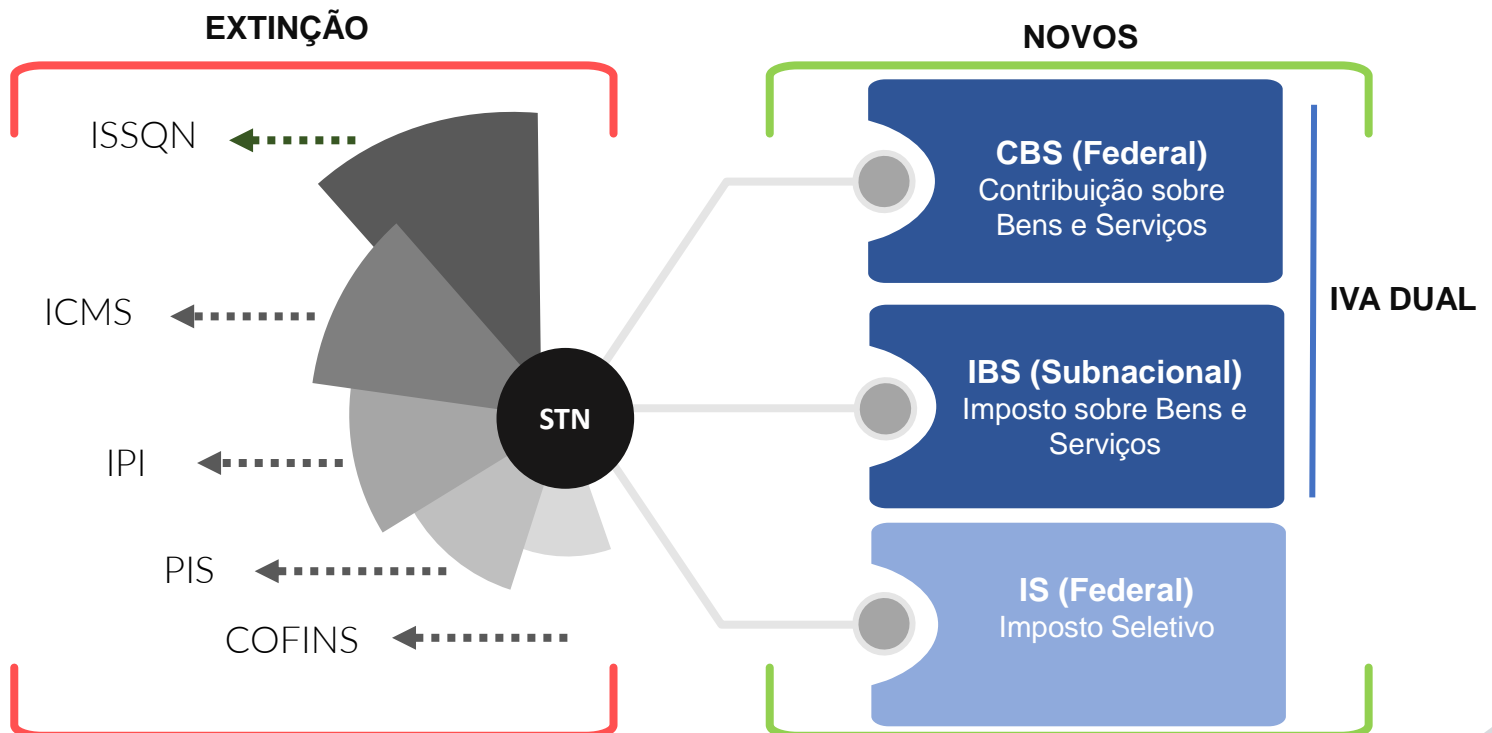 EXTINÇÃO
ISSQN
ICMS
IPI
PIS
COFINS
STN
NOVOS
CBS (Federal)
Contribuição sobre
Bens e Serviços
IBS (Subnacional)
Imposto sobre Bens e
Serviços
IS (Federal)
Imposto Seletivo
IVA DUAL